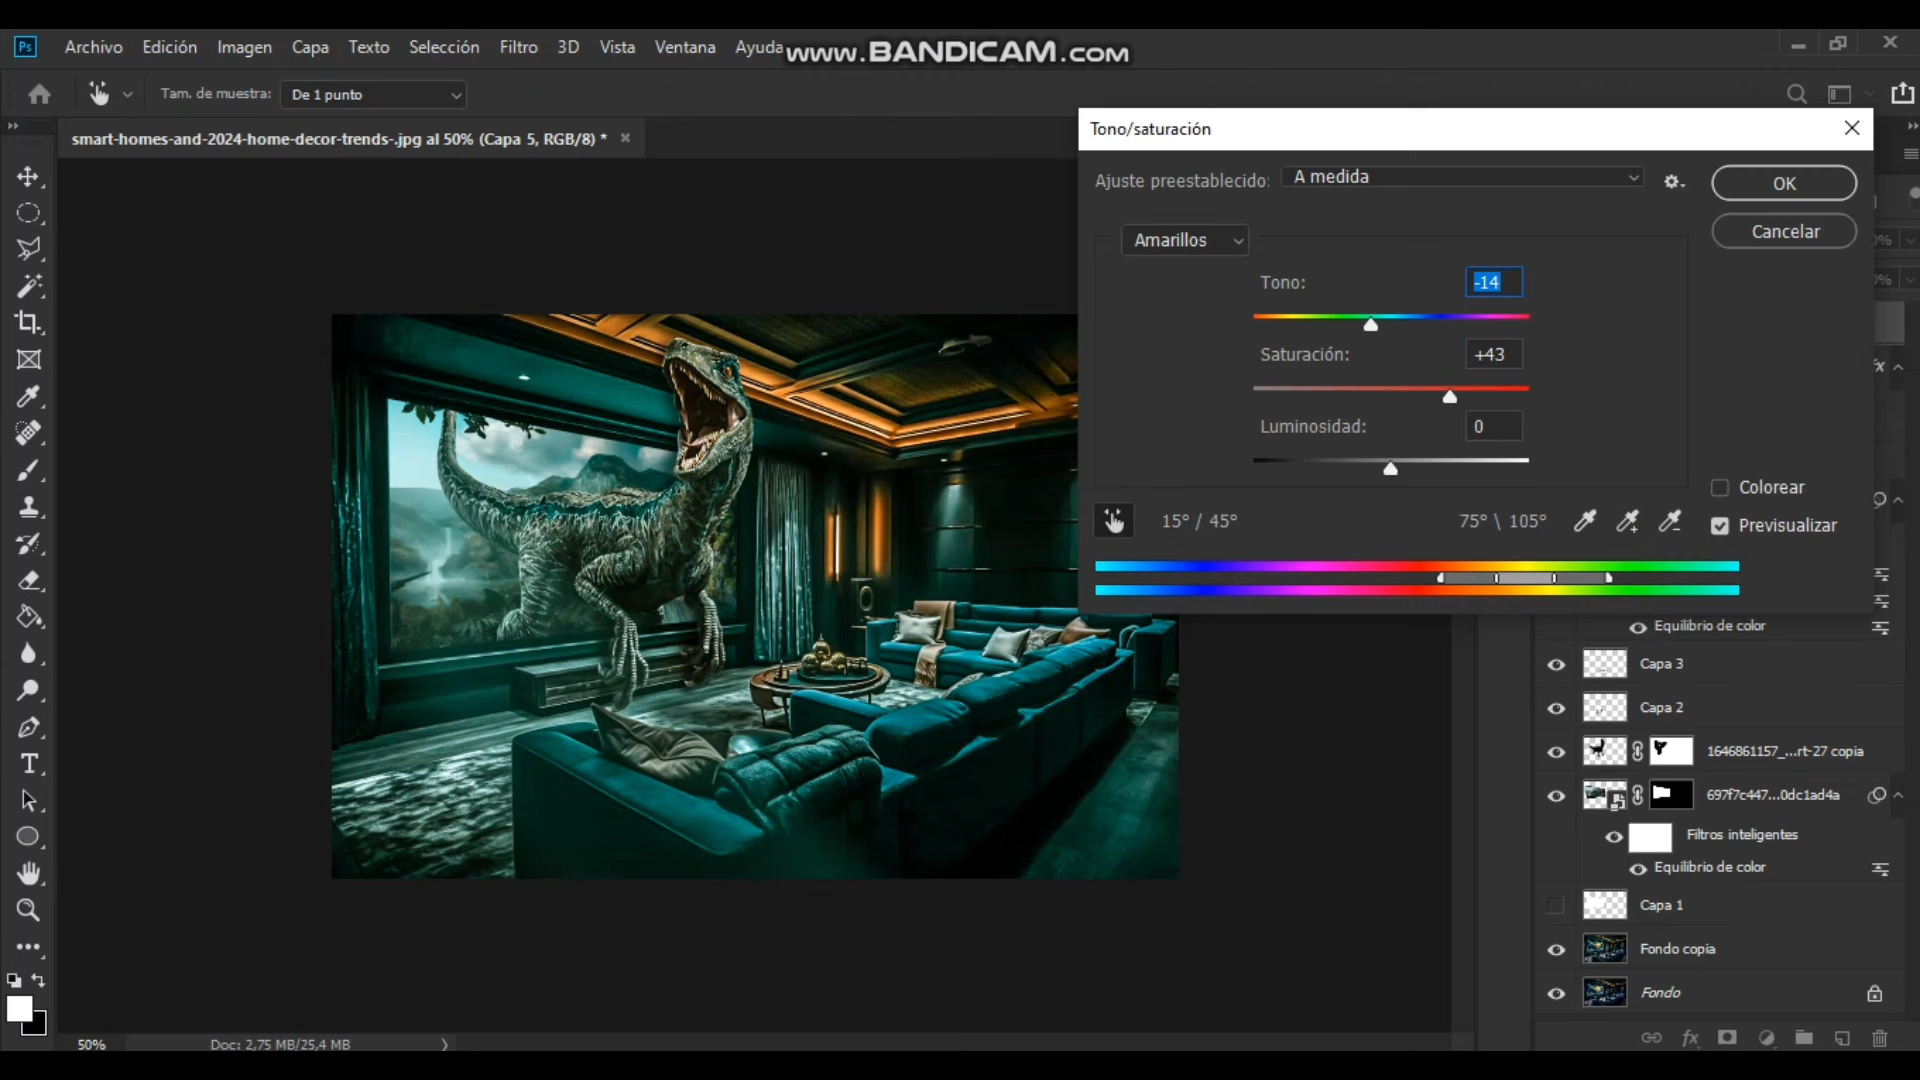 Ps
Archivo Edición Imagen Capa Texto Selección Filtro 3D Vista Ventana Ayuda
www.BANDICAM.com
Tam. de muestra: De 1 punto
smart-homes-and-2024-home-decor-trends-.jpg al 50% (Capa 5, RGB/8) *
Tono/saturación
Ajuste preestablecido: A medida
OK
Cancelar
Amarillos
Tono: -14
Saturación: +43
Luminosidad: 0
Colorear
Previsualizar
15° / 45°
75° \ 105°
Equilibrio de color
Capa 3
Capa 2
1646861157_...rt-27 copia
697f7c447...0dc1ad4a
Filtros inteligentes
Equilibrio de color
Capa 1
Fondo copia
Fondo
fx
50%
Doc: 2,75 MB/25,4 MB